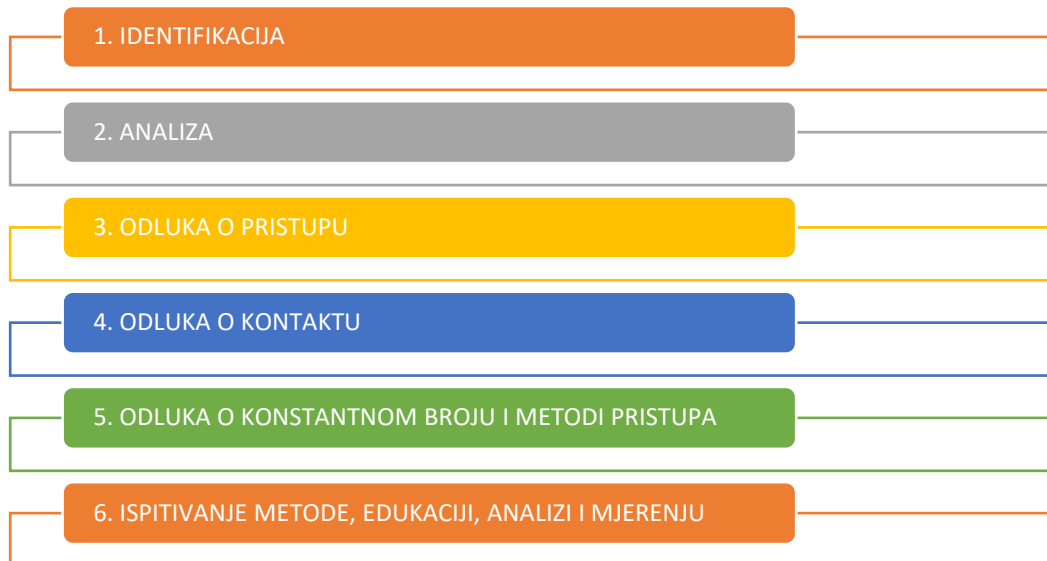 1. IDENTIFIKACIJA
2. ANALIZA
3. ODLUKA O PRISTUPU
4. ODLUKA O KONTAKTU
5. ODLUKA O KONSTANTNOM BROJU I METODI PRISTUPA
6. ISPITIVANJE METODE, EDUKACIJI, ANALIZI I MJERENJU